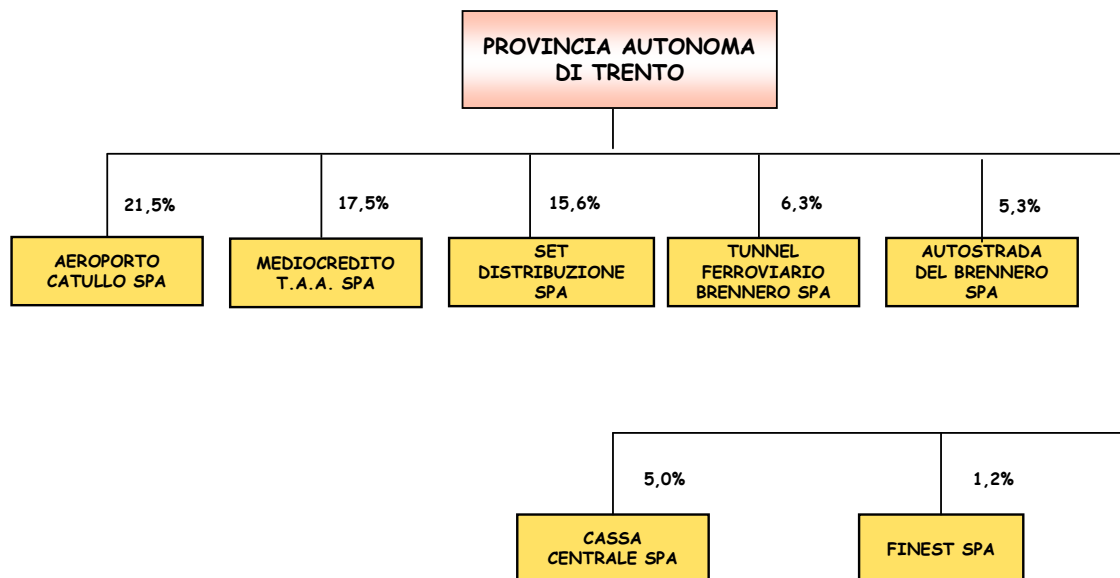 PROVINCIA AUTONOMA
DI TRENTO
21,5%
17,5%
15,6%
6,3%
5,3%
AEROPORTO
CATULLO SPA
MEDIOCREDITO
T.A.A. SPA
SET
DISTRIBUZIONE
SPA
TUNNEL
FERROVIARIO
BRENNERO SPA
AUTOSTRADA
DEL BRENNERO
SPA
5,0%
1,2%
CASSA
CENTRALE SPA
FINEST SPA